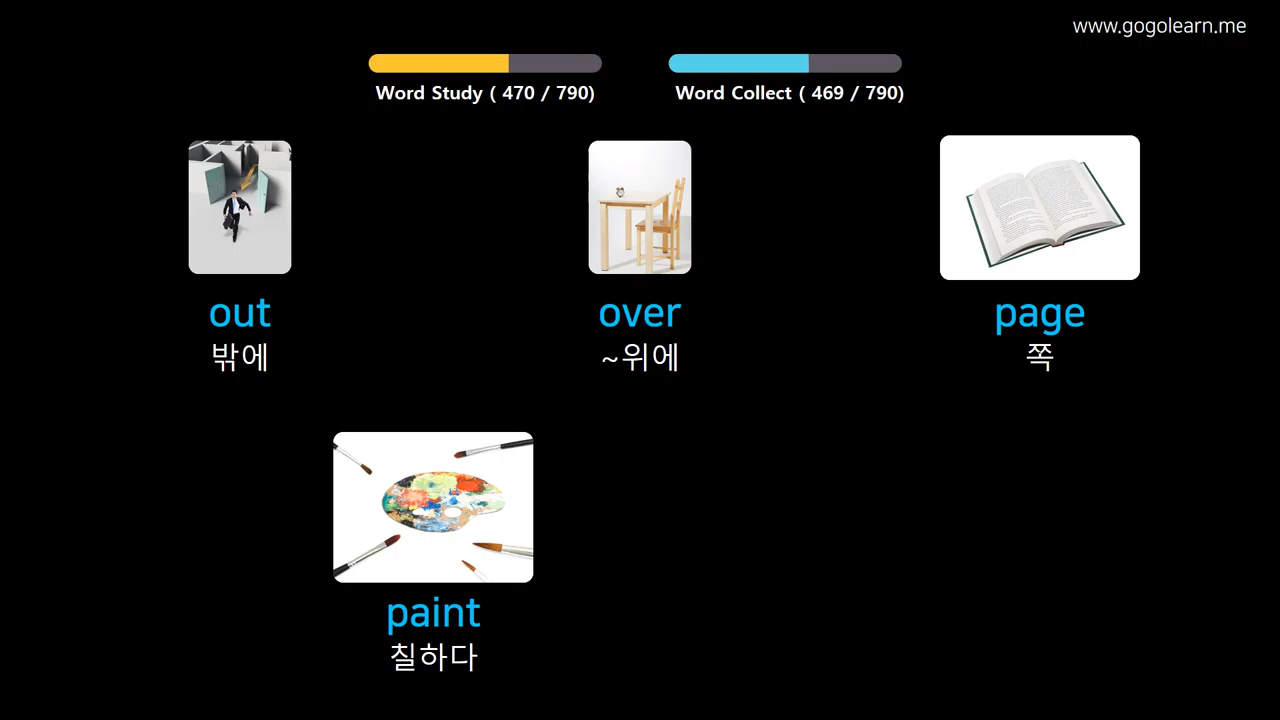 www.gogolearn.me
Word Study ( 470 / 790)
Word Collect ( 469 / 790)
out
밖에
over
~위에
page
쪽
paint
칠하다